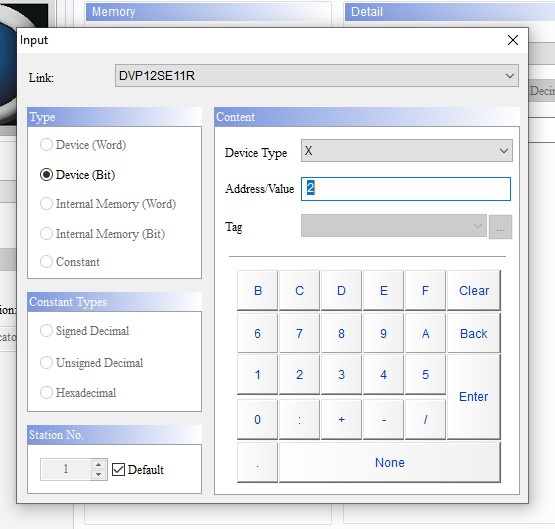 Memory
Detail
Input
Link:
DVP12SE11R
Type
Device (Word)
Device (Bit)
Internal Memory (Word)
Internal Memory (Bit)
Constant
Constant Types
Signed Decimal
Unsigned Decimal
Hexadecimal
Station No.
1
Default
Content
Device Type
X
Address/Value
2
Tag
...
B C D E F Clear
6 7 8 9 A Back
1 2 3 4 5
Enter
0 : + - /
. None